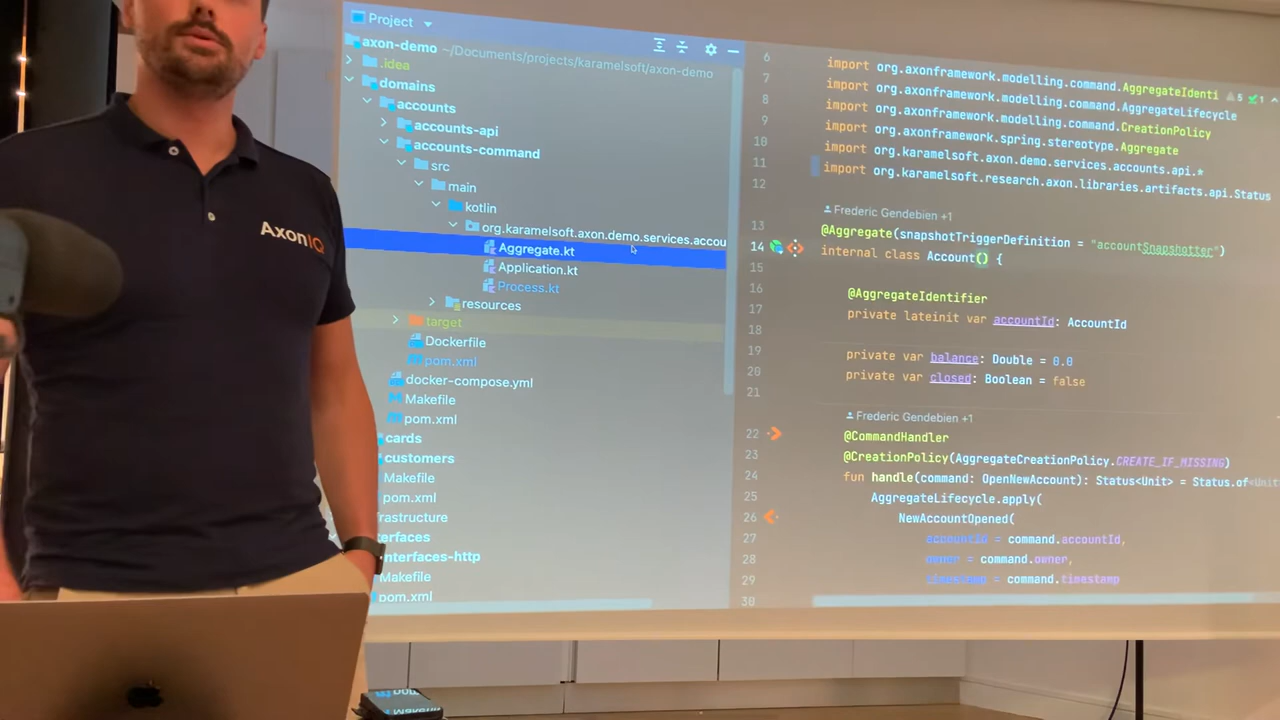 AxonIQ
Project
axon-demo ~/Documents/projects/karamelsoft/axon-demo
.idea
domains
accounts
accounts-api
accounts-command
src
main
kotlin
org.karamelsoft.axon.demo.services.accou
Aggregate.kt
Application.kt
Process.kt
resources
target
Dockerfile
pom.xml
docker-compose.yml
Makefile
pom.xml
cards
customers
Makefile
pom.xml
frastructure
terfaces
nterfaces-http
Makefile
pom.xml
6 import org.axonframework.modelling.command.AggregateIdenti 5 1
7 import org.axonframework.modelling.command.AggregateLifecycle
8 import org.axonframework.modelling.command.CreationPolicy
9 import org.axonframework.spring.stereotype.Aggregate
10 import org.karamelsoft.axon.demo.services.accounts.api.*
11 import org.karamelsoft.research.axon.libraries.artifacts.api.Status
12
Frederic Gendebien +1
13 @Aggregate(snapshotTriggerDefinition = "accountSnapshotter")
14 internal class Account() {
15
16 @AggregateIdentifier
17 private lateinit var accountId: AccountId
18
19 private var balance: Double = 0.0
20 private var closed: Boolean = false
21
Frederic Gendebien +1
22 @CommandHandler
23 @CreationPolicy(AggregateCreationPolicy.CREATE_IF_MISSING)
24 fun handle(command: OpenNewAccount): Status<Unit> = Status.of<Unit
25 AggregateLifecycle.apply(
26 NewAccountOpened(
27 accountId = command.accountId,
28 owner = command.owner,
29 timestamp = command.timestamp
30